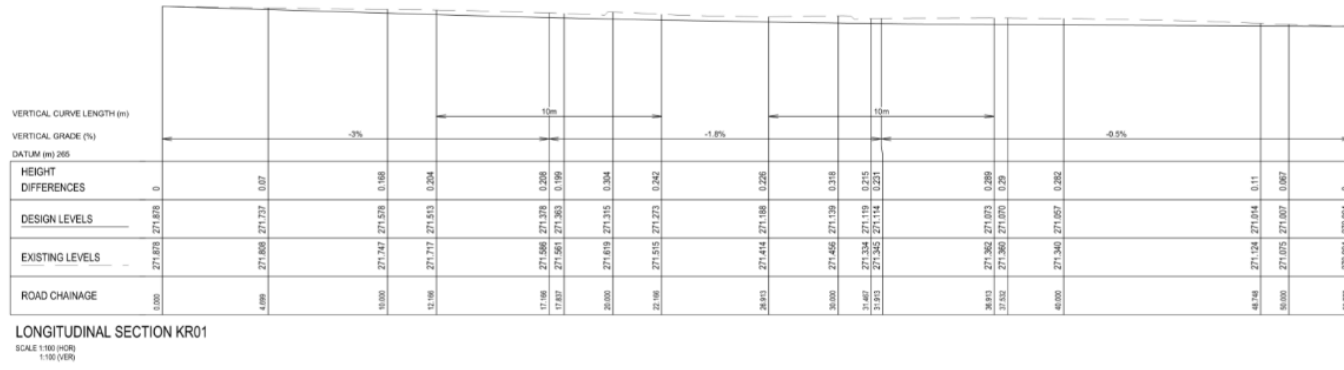 VERTICAL CURVE LENGTH (m) 10m 10m
VERTICAL GRADE (%) -3% -1.8% -0.5%
DATUM (m) 265
HEIGHT
DIFFERENCES 0 0.07 0.168 0.204 0.208 0.199 0.304 0.242 0.226 0.318 0.215 0.231 0.289 0.29 0.282 0.11 0.067
DESIGN LEVELS 271.878 271.737 271.578 271.513 271.378 271.363 271.315 271.273 271.188 271.139 271.119 271.114 271.073 271.070 271.057 271.014 271.007
EXISTING LEVELS 271.878 271.808 271.747 271.717 271.586 271.561 271.619 271.515 271.414 271.456 271.334 271.345 271.362 271.360 271.340 271.124 271.075
ROAD CHAINAGE 0.000 4.699 10.000 12.166 17.166 17.837 20.000 22.166 26.913 30.000 31.467 31.913 36.913 37.532 40.000 48.748 50.000
LONGITUDINAL SECTION KR01
SCALE 1:100 (HOR)
1:100 (VER)